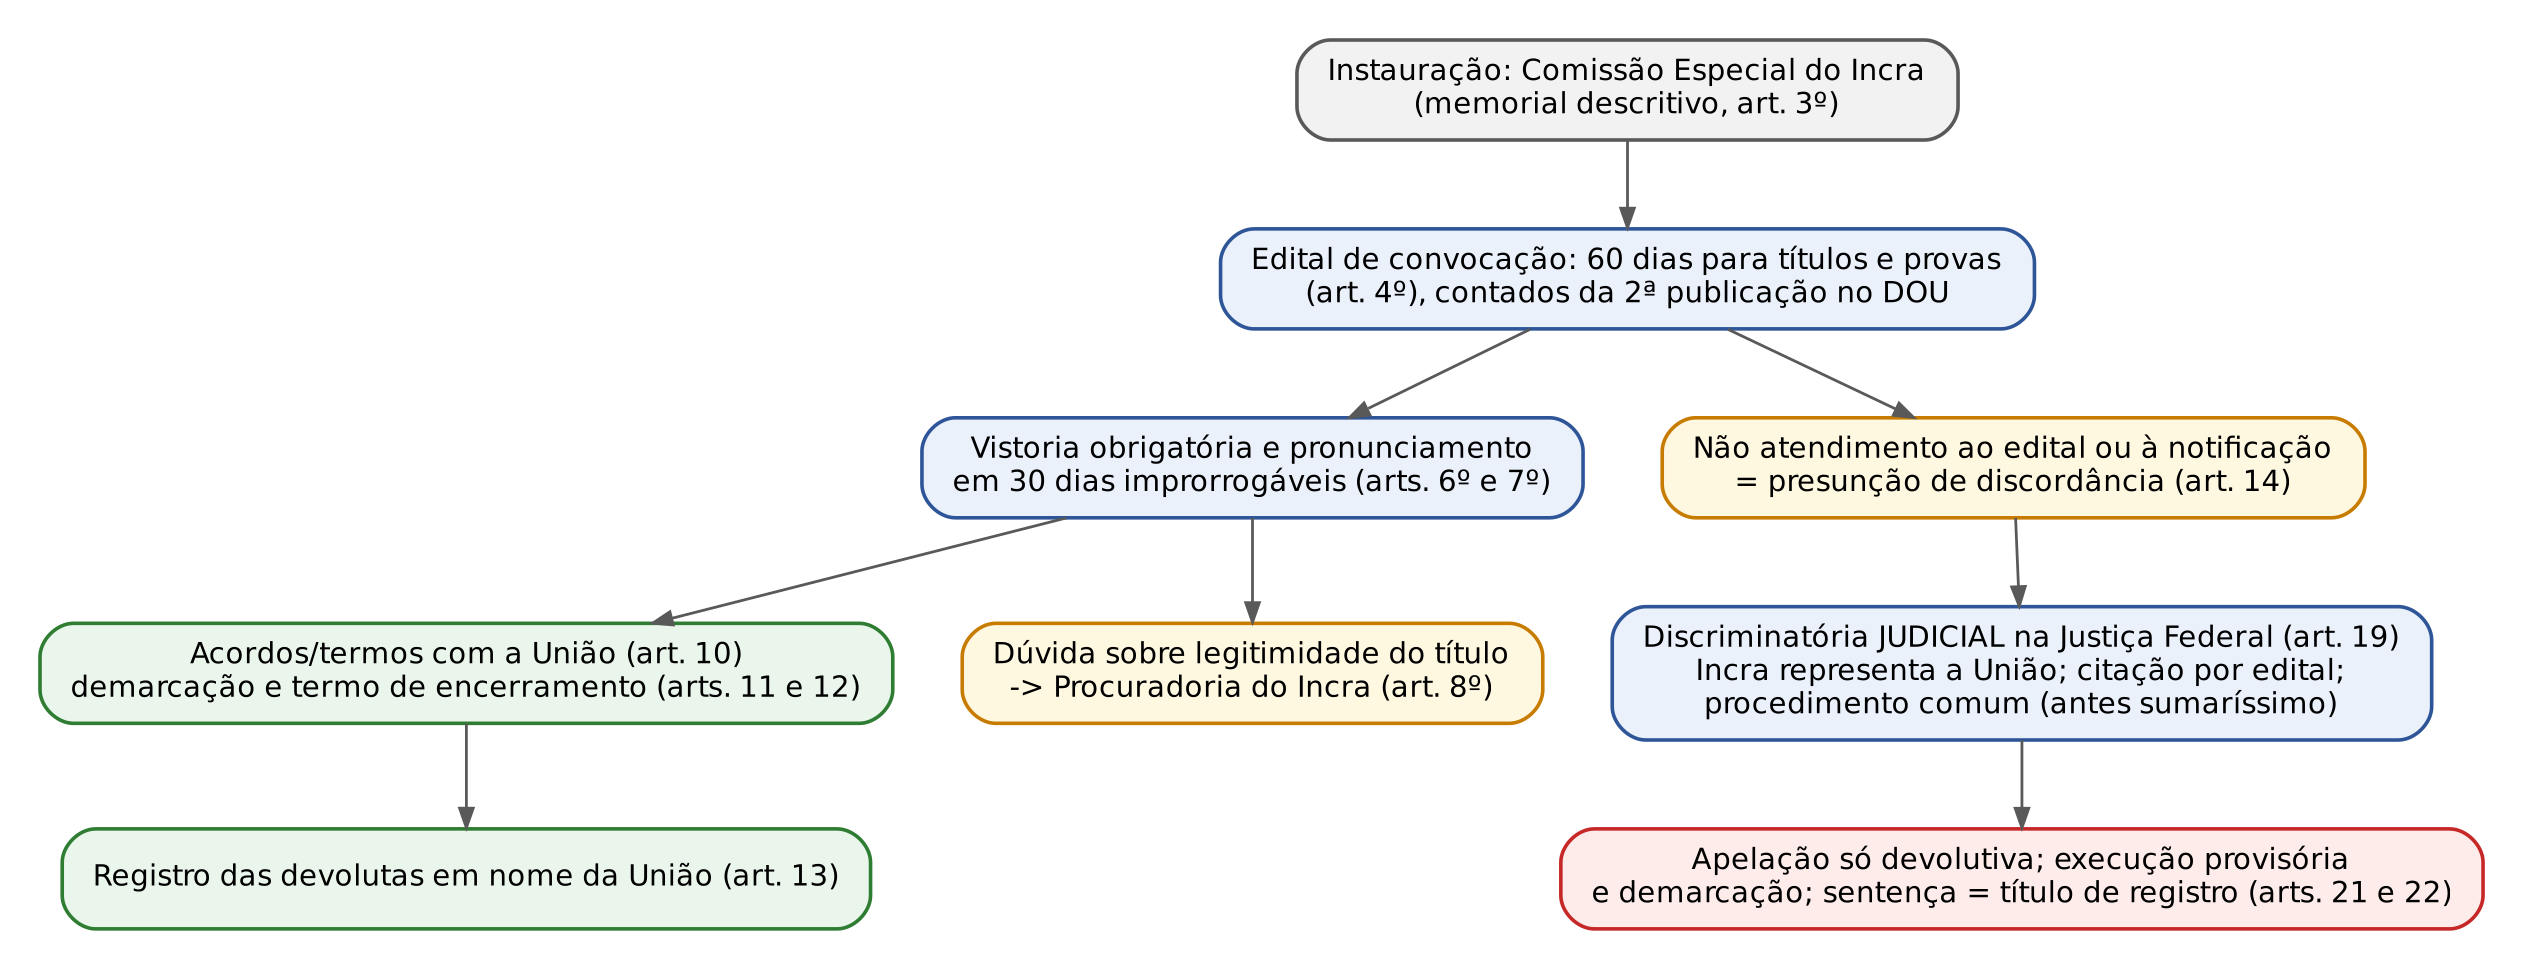 Instauração: Comissão Especial do Incra
(memorial descritivo, art. 3º)
Edital de convocação: 60 dias para títulos e provas
(art. 4º), contados da 2ª publicação no DOU
Vistoria obrigatória e pronunciamento
em 30 dias improrrogáveis (arts. 6º e 7º)
Não atendimento ao edital ou à notificação
= presunção de discordância (art. 14)
Acordos/termos com a União (art. 10)
demarcação e termo de encerramento (arts. 11 e 12)
Dúvida sobre legitimidade do título
-> Procuradoria do Incra (art. 8º)
Discriminatória JUDICIAL na Justiça Federal (art. 19)
Incra representa a União; citação por edital;
procedimento comum (antes sumaríssimo)
Registro das devolutas em nome da União (art. 13)
Apelação só devolutiva; execução provisória
e demarcação; sentença = título de registro (arts. 21 e 22)